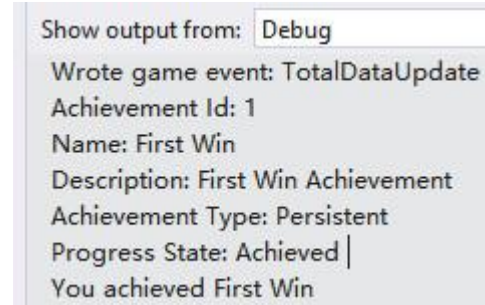 Show output from: Debug
Wrote game event: TotalDataUpdate
Achievement Id: 1
Name: First Win
Description: First Win Achievement
Achievement Type: Persistent
Progress State: Achieved
You achieved First Win